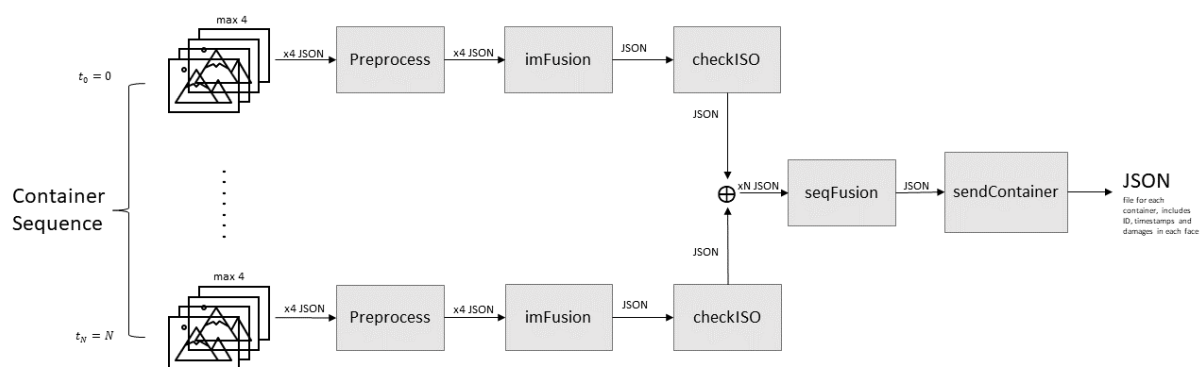 max 4
x4 JSON
Preprocess
x4 JSON
imFusion
JSON
checkISO
t₀ = 0
JSON
Container
Sequence
xN JSON
seqFusion
JSON
sendContainer
JSON
file for each
container, includes
ID, timestamps and
damages in each face
JSON
max 4
x4 JSON
Preprocess
x4 JSON
imFusion
JSON
checkISO
t_N = N